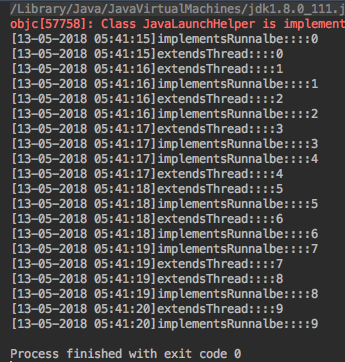 /Library/Java/JavaVirtualMachines/jdk1.8.0_111.j
objc[57758]: Class JavaLaunchHelper is implement
[13-05-2018 05:41:15]implementsRunnalbe::::0
[13-05-2018 05:41:15]extendsThread::::0
[13-05-2018 05:41:16]extendsThread::::1
[13-05-2018 05:41:16]implementsRunnalbe::::1
[13-05-2018 05:41:16]extendsThread::::2
[13-05-2018 05:41:16]implementsRunnalbe::::2
[13-05-2018 05:41:17]extendsThread::::3
[13-05-2018 05:41:17]implementsRunnalbe::::3
[13-05-2018 05:41:17]implementsRunnalbe::::4
[13-05-2018 05:41:17]extendsThread::::4
[13-05-2018 05:41:18]extendsThread::::5
[13-05-2018 05:41:18]implementsRunnalbe::::5
[13-05-2018 05:41:18]extendsThread::::6
[13-05-2018 05:41:18]implementsRunnalbe::::6
[13-05-2018 05:41:19]implementsRunnalbe::::7
[13-05-2018 05:41:19]extendsThread::::7
[13-05-2018 05:41:19]extendsThread::::8
[13-05-2018 05:41:19]implementsRunnalbe::::8
[13-05-2018 05:41:20]extendsThread::::9
[13-05-2018 05:41:20]implementsRunnalbe::::9
Process finished with exit code 0